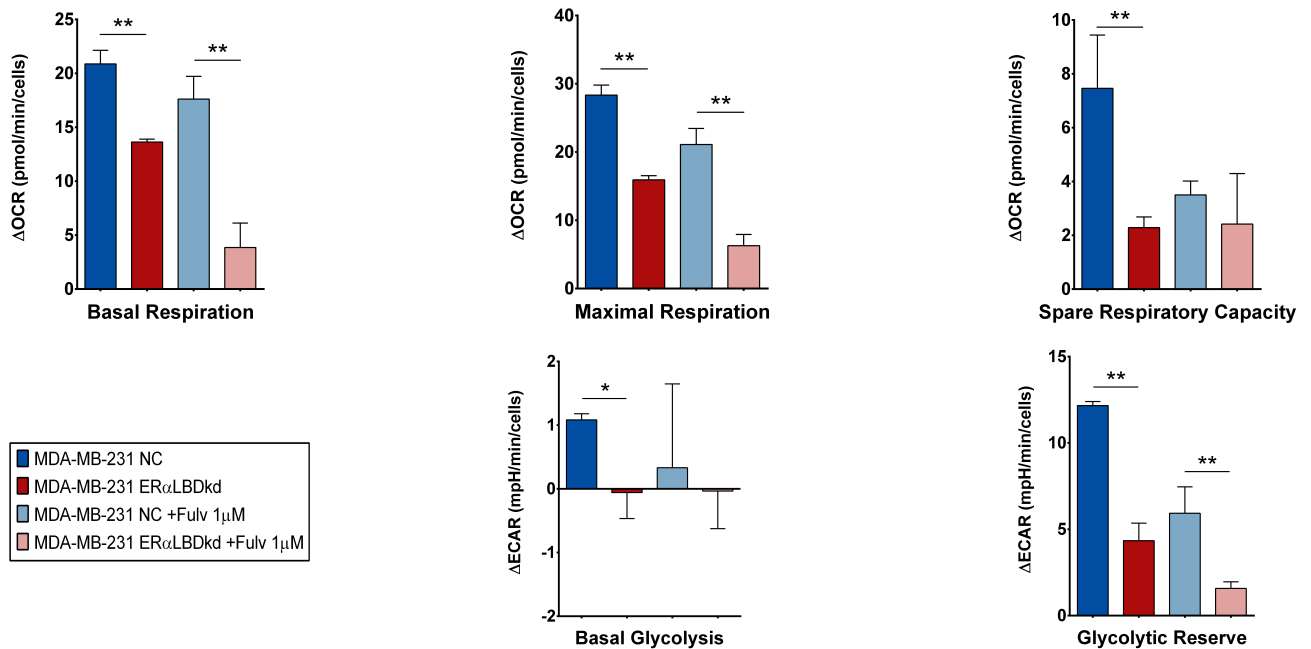 25
20
15
10
5
0
ΔOCR (pmol/min/cells)
**
**
Basal Respiration
40
30
20
10
0
ΔOCR (pmol/min/cells)
**
**
Maximal Respiration
10
8
6
4
2
0
ΔOCR (pmol/min/cells)
**
Spare Respiratory Capacity
MDA-MB-231 NC
MDA-MB-231 ERαLBDkd
MDA-MB-231 NC +Fulv 1μM
MDA-MB-231 ERαLBDkd +Fulv 1μM
2
1
0
-1
-2
ΔECAR (mpH/min/cells)
*
Basal Glycolysis
15
10
5
0
ΔECAR (mpH/min/cells)
**
**
Glycolytic Reserve